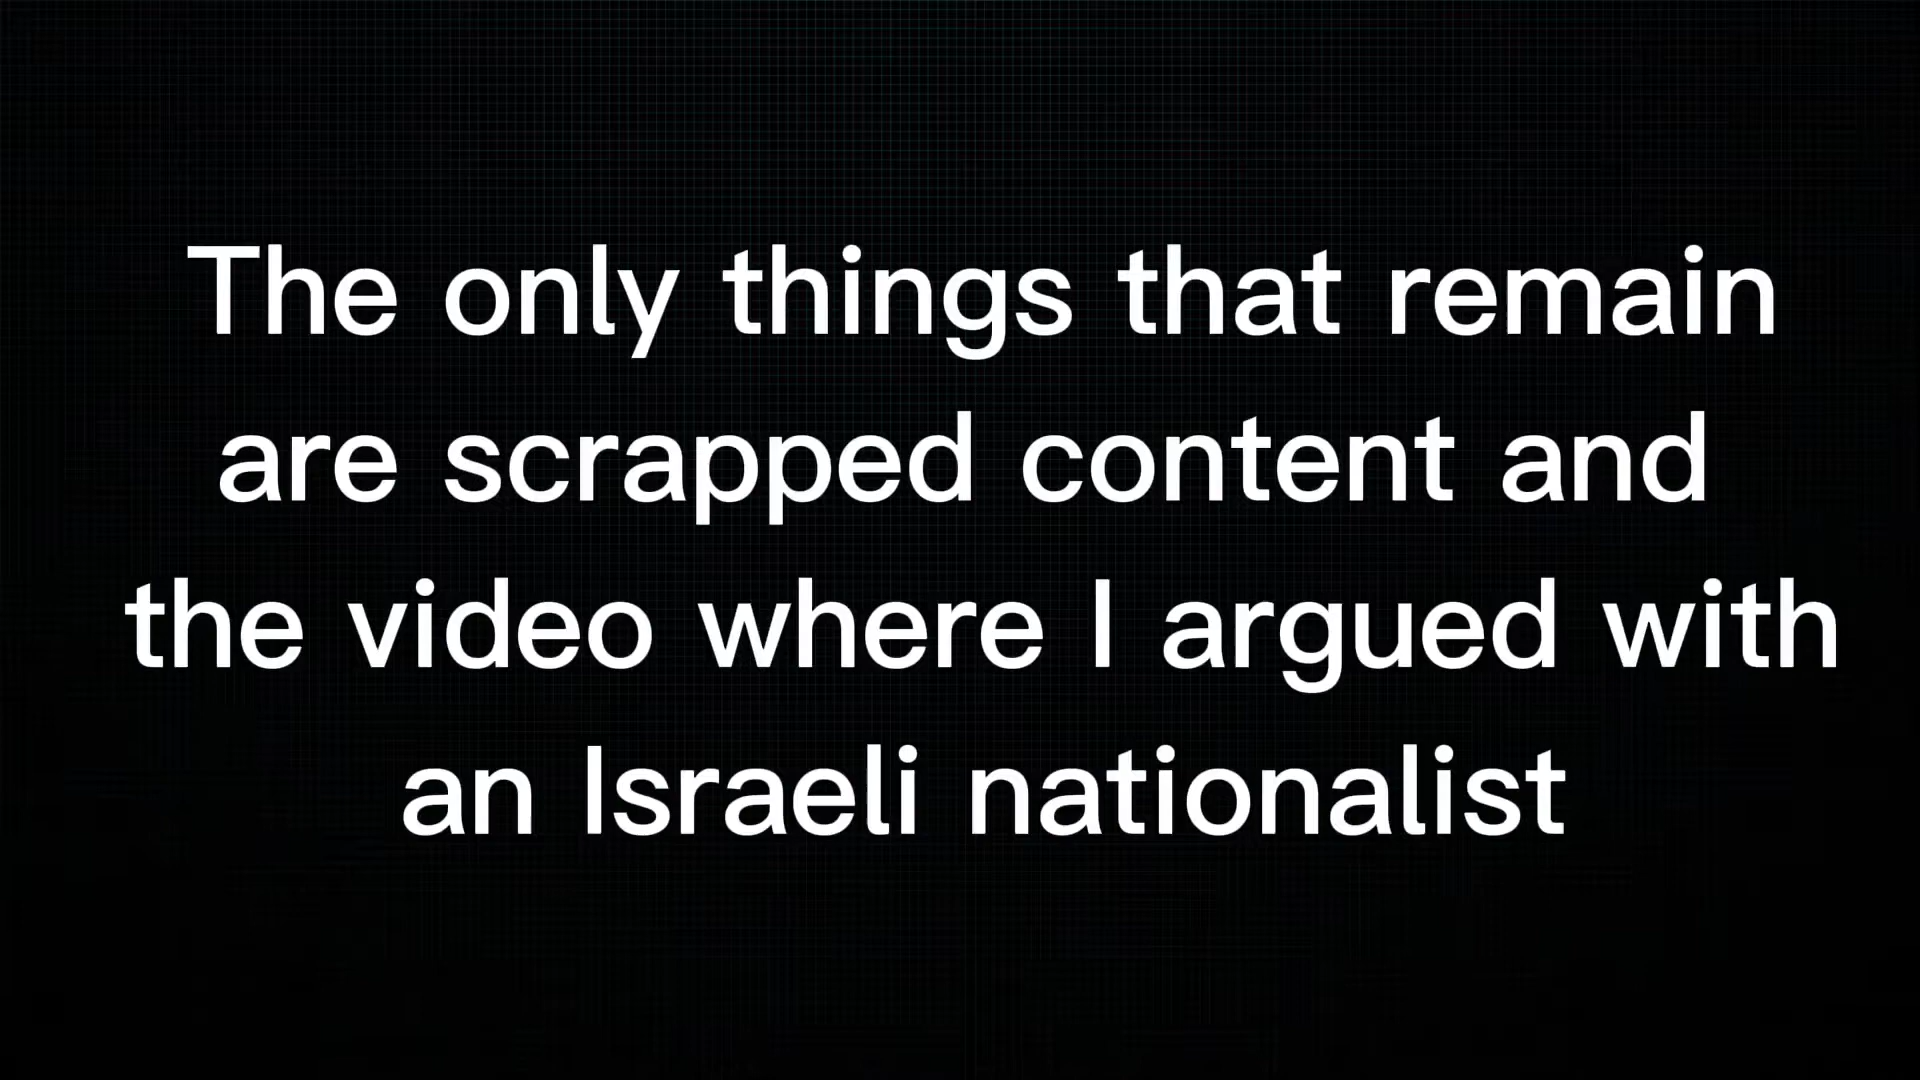 The only things that remain
are scrapped content and
the video where I argued with
an Israeli nationalist